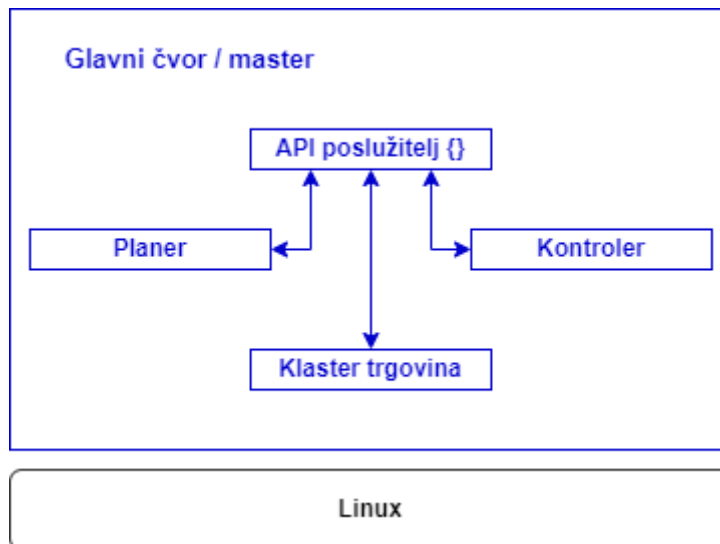 Glavni čvor / master
API poslužitelj {}
Planer
Kontroler
Klaster trgovina
Linux